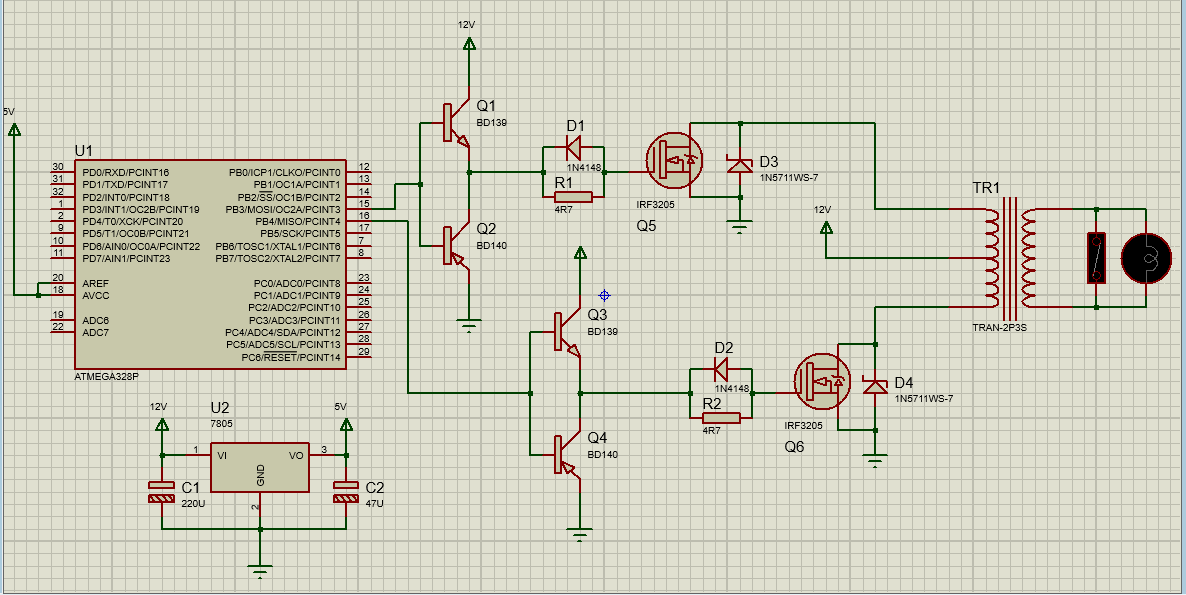 12V
5V
U1
30
PD0/RXD/PCINT16
PB0/ICP1/CLKO/PCINT0
12
31
PD1/TXD/PCINT17
PB1/OC1A/PCINT1
13
32
PD2/INT0/PCINT18
PB2/SS/OC1B/PCINT2
14
1
PD3/INT1/OC2B/PCINT19
PB3/MOSI/OC2A/PCINT3
15
2
PD4/T0/XCK/PCINT20
PB4/MISO/PCINT4
16
9
PD5/T1/OC0B/PCINT21
PB5/SCK/PCINT5
17
10
PD6/AIN0/OC0A/PCINT22
PB6/TOSC1/XTAL1/PCINT6
7
11
PD7/AIN1/PCINT23
PB7/TOSC2/XTAL2/PCINT7
8
20
AREF
PC0/ADC0/PCINT8
23
18
AVCC
PC1/ADC1/PCINT9
24
PC2/ADC2/PCINT10
25
19
ADC6
PC3/ADC3/PCINT11
26
22
ADC7
PC4/ADC4/SDA/PCINT12
27
PC5/ADC5/SCL/PCINT13
28
PC6/RESET/PCINT14
29
ATMEGA328P
Q1
BD139
Q2
BD140
D1
1N4148
R1
4R7
IRF3205
Q5
D3
1N5711WS-7
12V
TR1
TRAN-2P3S
Q3
BD139
Q4
BD140
D2
1N4148
R2
4R7
IRF3205
Q6
D4
1N5711WS-7
12V
U2
7805
5V
1
VI
VO
3
GND
2
C1
220U
C2
47U